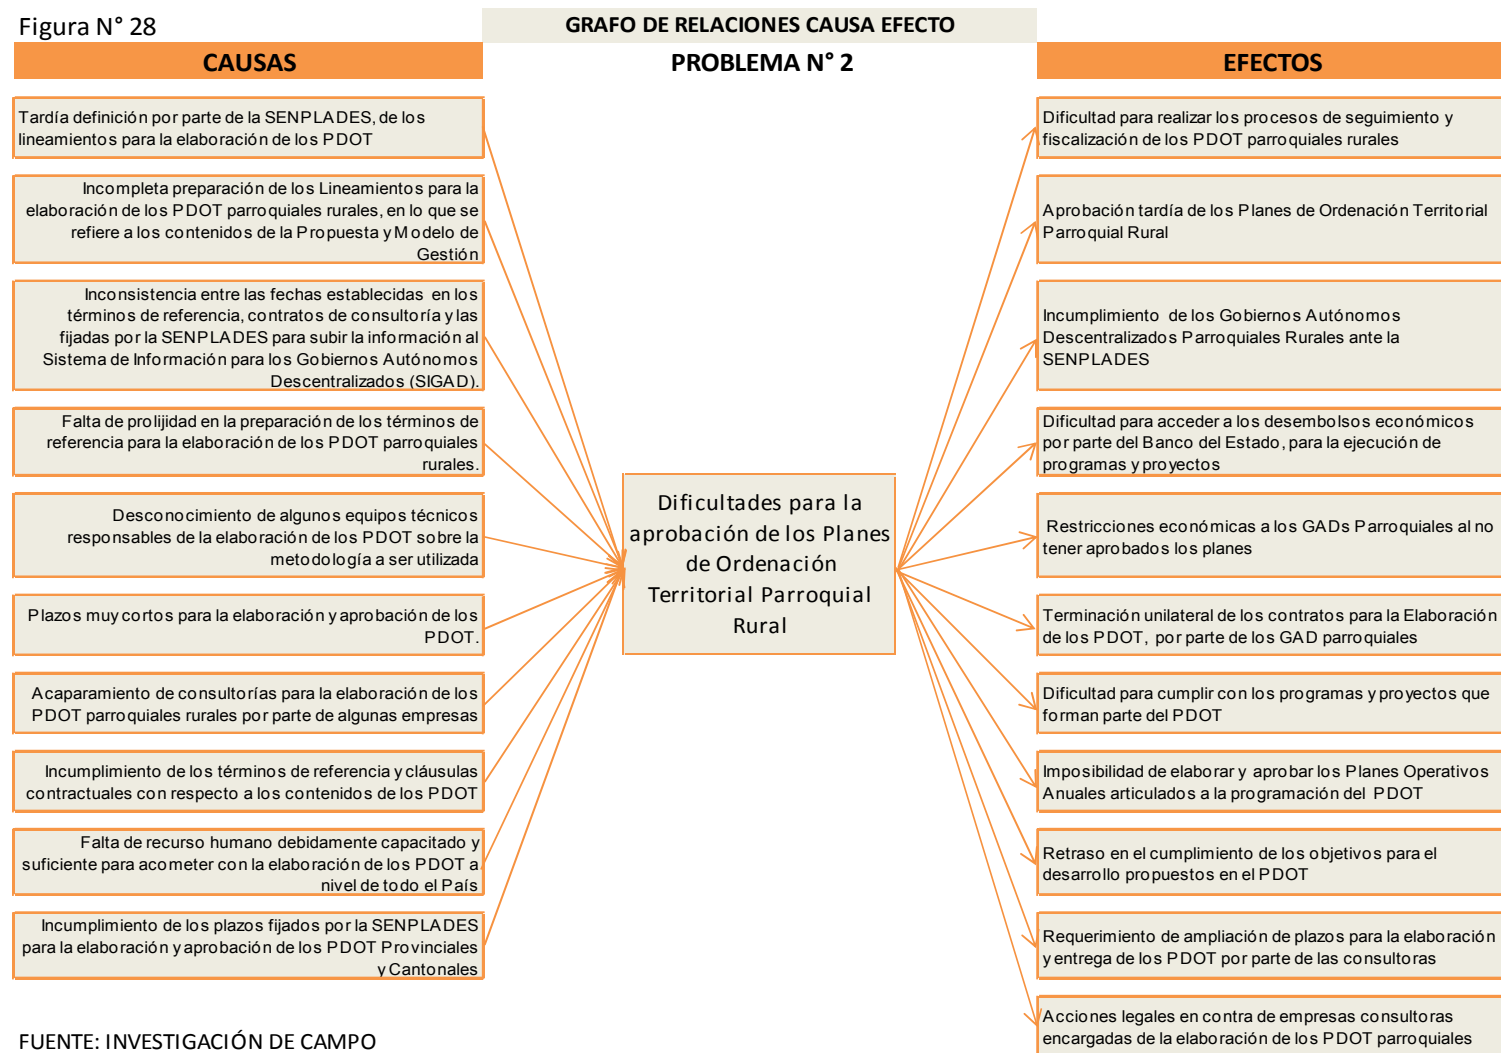 Figura N° 28
GRAFO DE RELACIONES CAUSA EFECTO
CAUSAS
PROBLEMA N° 2
EFECTOS
Tardía definición por parte de la SENPLADES, de los
lineamientos para la elaboración de los PDOT
Incompleta preparación de los Lineamientos para la
elaboración de los PDOT parroquiales rurales, en lo que se
refiere a los contenidos de la Propuesta y Modelo de
Gestión
Inconsistencia entre las fechas establecidas en los
términos de referencia, contratos de consultoría y las
fijadas por la SENPLADES para subir la información al
Sistema de Información para los Gobiernos Autónomos
Descentralizados (SIGAD).
Falta de prolijidad en la preparación de los términos de
referencia para la elaboración de los PDOT parroquiales
rurales.
Desconocimiento de algunos equipos técnicos
responsables de la elaboración de los PDOT sobre la
metodología a ser utilizada
Plazos muy cortos para la elaboración y aprobación de los
PDOT.
Acaparamiento de consultorías para la elaboración de los
PDOT parroquiales rurales por parte de algunas empresas
Incumplimiento de los términos de referencia y cláusulas
contractuales con respecto a los contenidos de los PDOT
Falta de recurso humano debidamente capacitado y
suficiente para acometer con la elaboración de los PDOT a
nivel de todo el País
Incumplimiento de los plazos fijados por la SENPLADES
para la elaboración y aprobación de los PDOT Provinciales
y Cantonales
Dificultades para la
aprobación de los Planes
de Ordenación
Territorial Parroquial
Rural
Dificultad para realizar los procesos de seguimiento y
fiscalización de los PDOT parroquiales rurales
Aprobación tardía de los Planes de Ordenación Territorial
Parroquial Rural
Incumplimiento de los Gobiernos Autónomos
Descentralizados Parroquiales Rurales ante la
SENPLADES
Dificultad para acceder a los desembolsos económicos
por parte del Banco del Estado, para la ejecución de
programas y proyectos
Restricciones económicas a los GADs Parroquiales al no
tener aprobados los planes
Terminación unilateral de los contratos para la Elaboración
de los PDOT, por parte de los GAD parroquiales
Dificultad para cumplir con los programas y proyectos que
forman parte del PDOT
Imposibilidad de elaborar y aprobar los Planes Operativos
Anuales articulados a la programación del PDOT
Retraso en el cumplimiento de los objetivos para el
desarrollo propuestos en el PDOT
Requerimiento de ampliación de plazos para la elaboración
y entrega de los PDOT por parte de las consultoras
Acciones legales en contra de empresas consultoras
encargadas de la elaboración de los PDOT parroquiales
FUENTE: INVESTIGACIÓN DE CAMPO